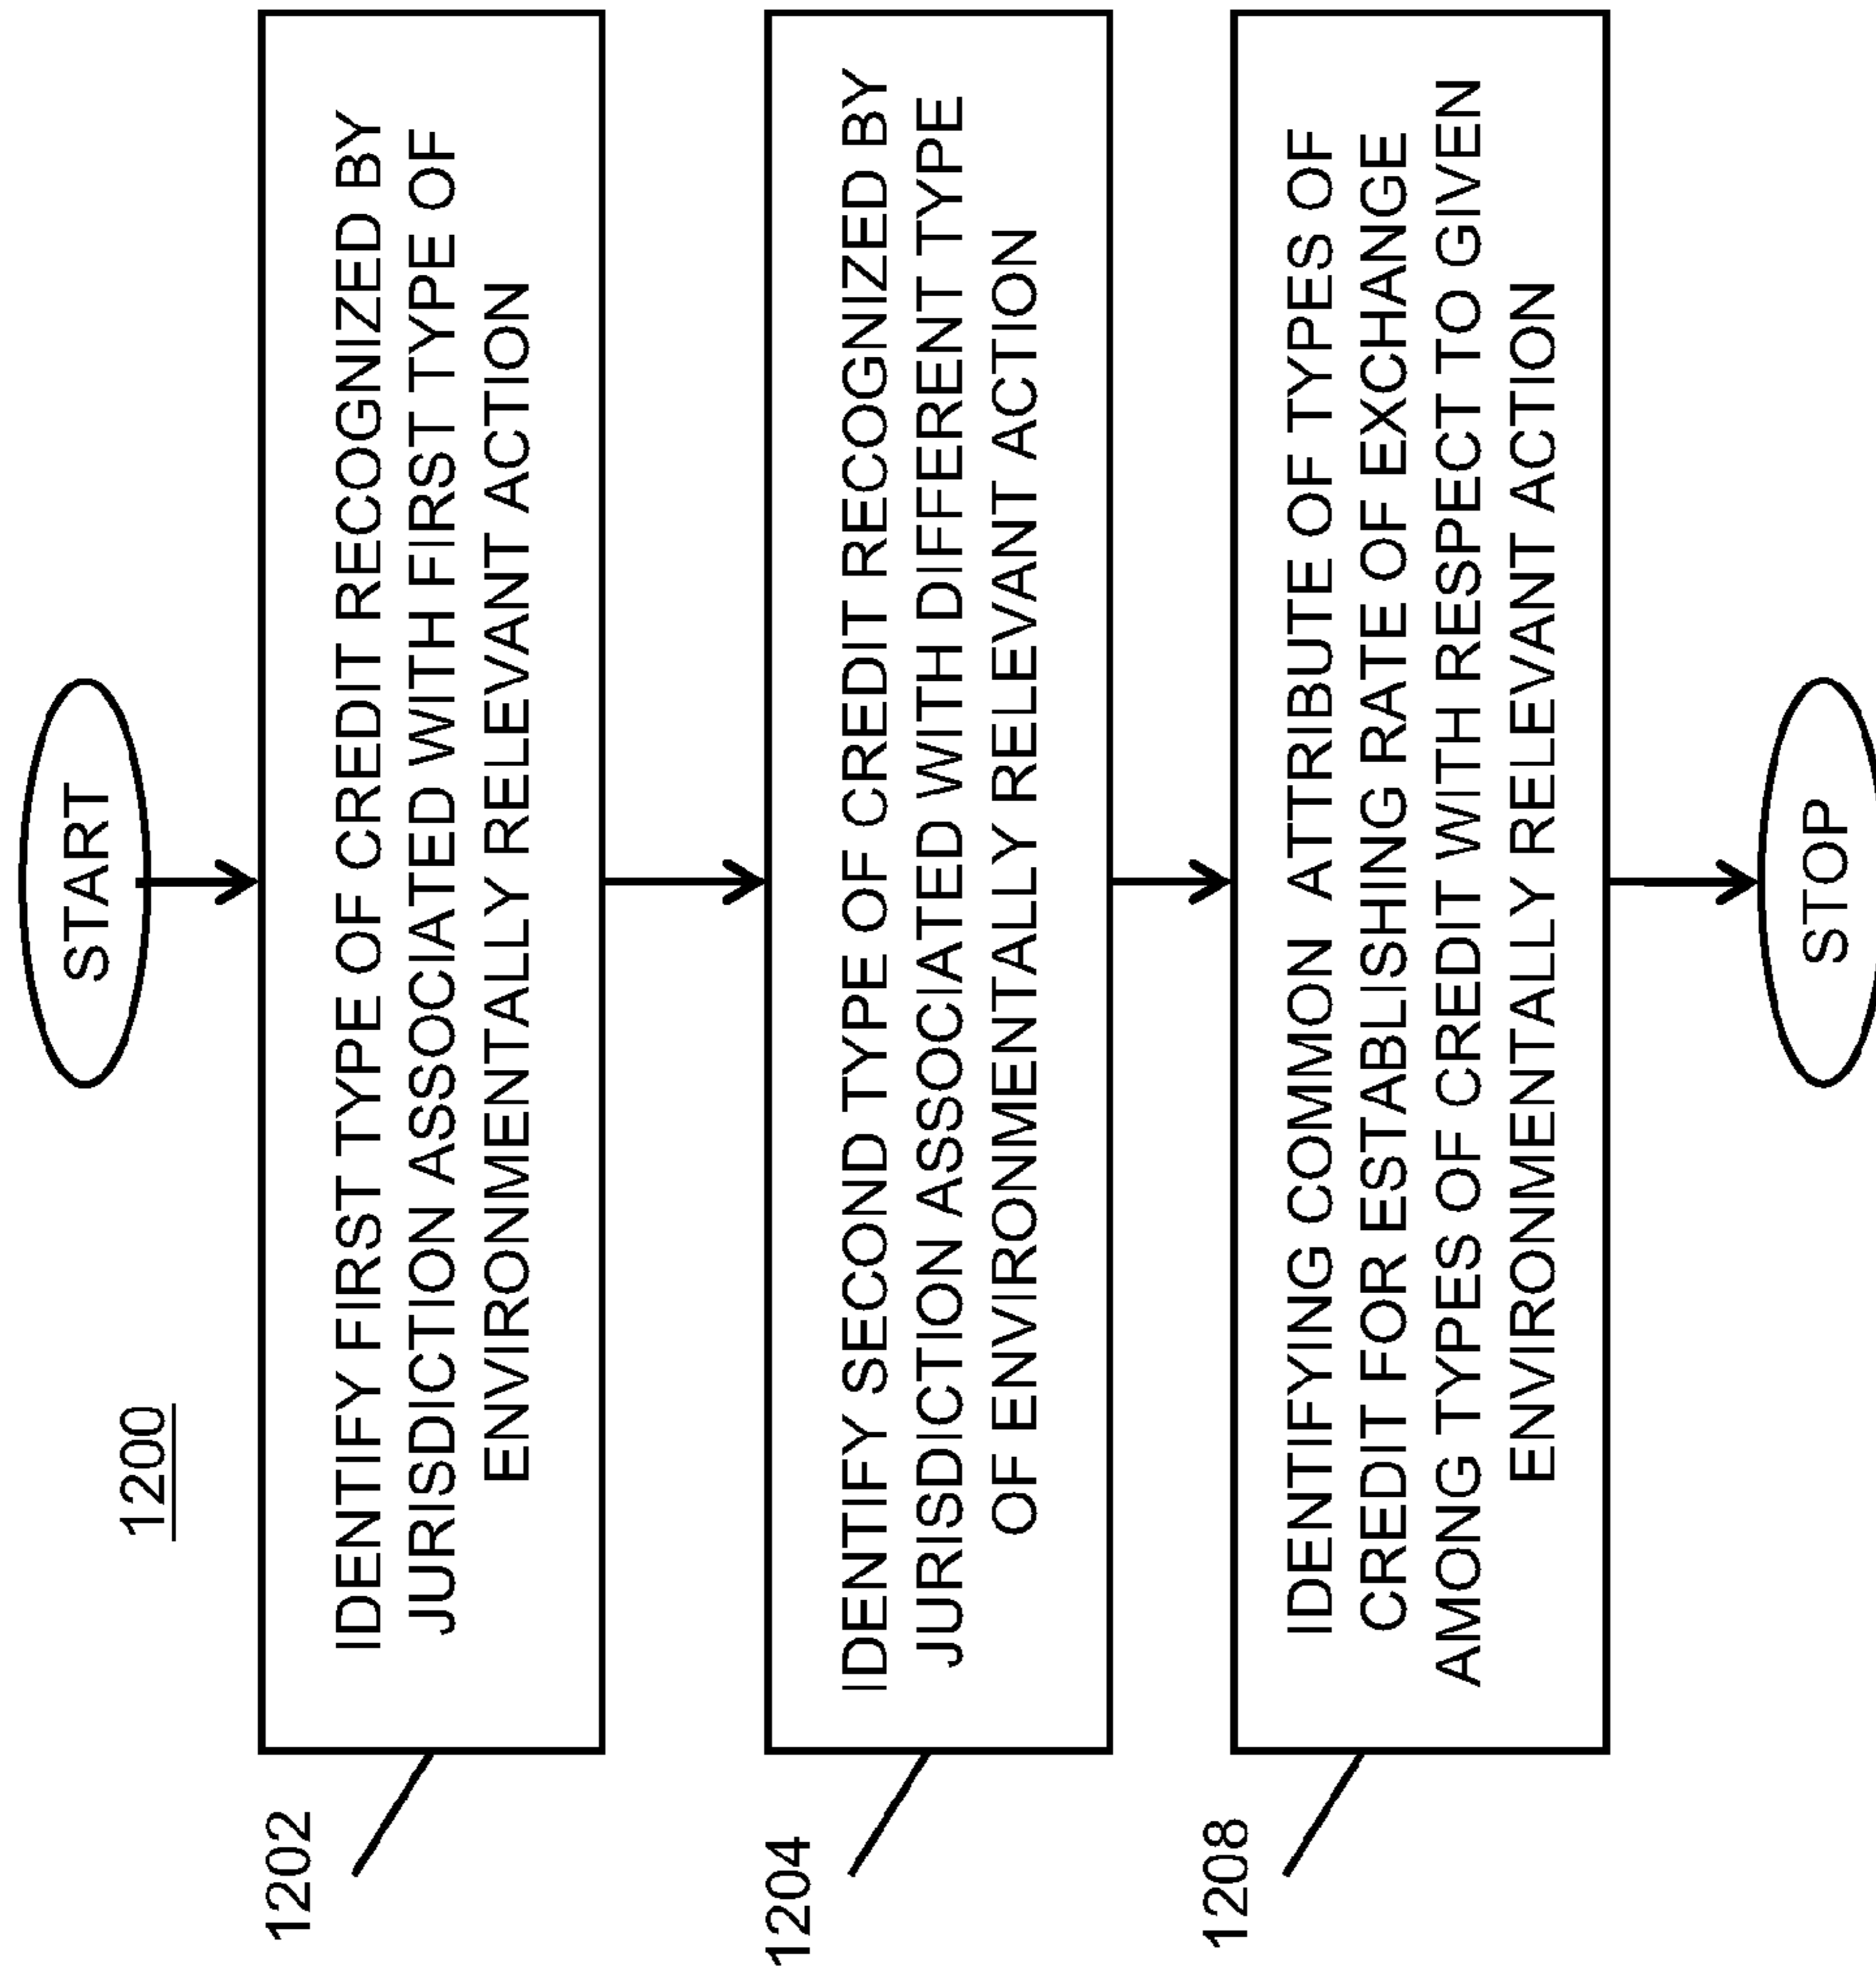 1200
START
1202
IDENTIFY FIRST TYPE OF CREDIT RECOGNIZED BY
JURISDICTION ASSOCIATED WITH FIRST TYPE OF
ENVIRONMENTALLY RELEVANT ACTION
1204
IDENTIFY SECOND TYPE OF CREDIT RECOGNIZED BY
JURISDICTION ASSOCIATED WITH DIFFERENT TYPE
OF ENVIRONMENTALLY RELEVANT ACTION
1208
IDENTIFYING COMMON ATTRIBUTE OF TYPES OF
CREDIT FOR ESTABLISHING RATE OF EXCHANGE
AMONG TYPES OF CREDIT WITH RESPECT TO GIVEN
ENVIRONMENTALLY RELEVANT ACTION
STOP